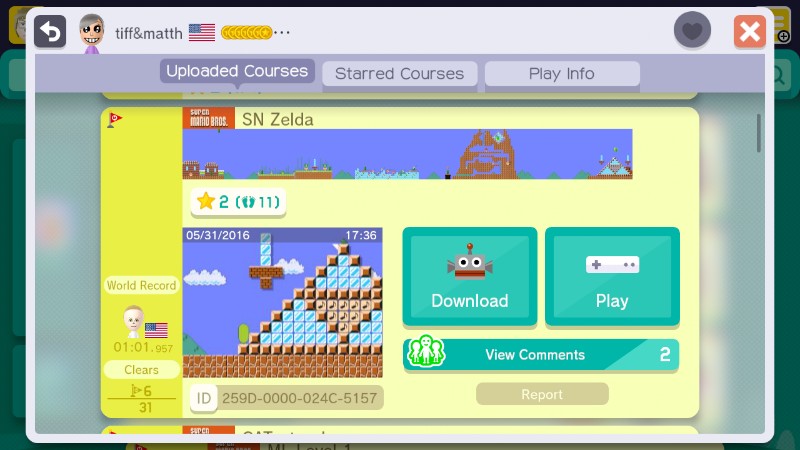 tiff&matth
Uploaded Courses
Starred Courses
Play Info
SUPER
MARIO BROS.
SN Zelda
2 (11)
05/31/2016 17:36
Download
Play
World Record
01:01.957
View Comments 2
Clears
6
31
ID 259D-0000-024C-5157
Report